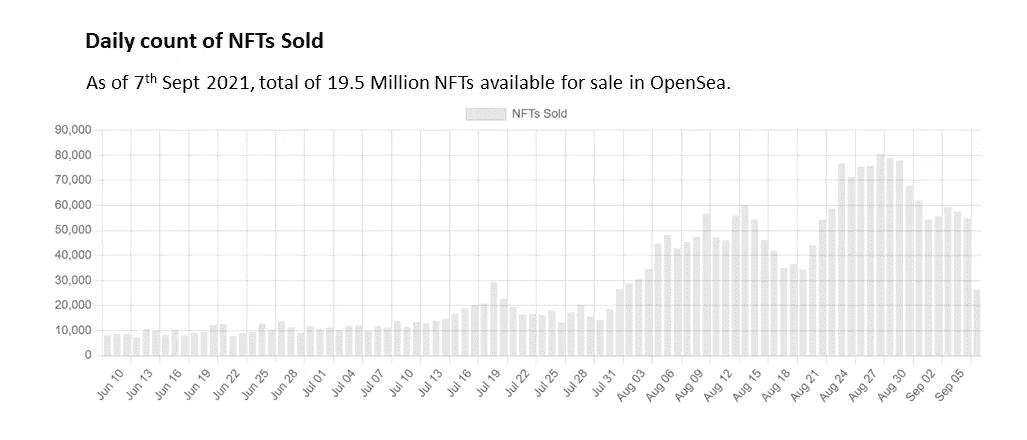 Daily count of NFTs Sold
As of 7th Sept 2021, total of 19.5 Million NFTs available for sale in OpenSea.
NFTs Sold
90,000
80,000
70,000
60,000
50,000
40,000
30,000
20,000
10,000
0
Jun 10 Jun 13 Jun 16 Jun 19 Jun 22 Jun 25 Jun 28 Jul 01 Jul 04 Jul 07 Jul 10 Jul 13 Jul 16 Jul 19 Jul 22 Jul 25 Jul 28 Jul 31 Aug 03 Aug 06 Aug 09 Aug 12 Aug 15 Aug 18 Aug 21 Aug 24 Aug 27 Aug 30 Sep 02 Sep 05